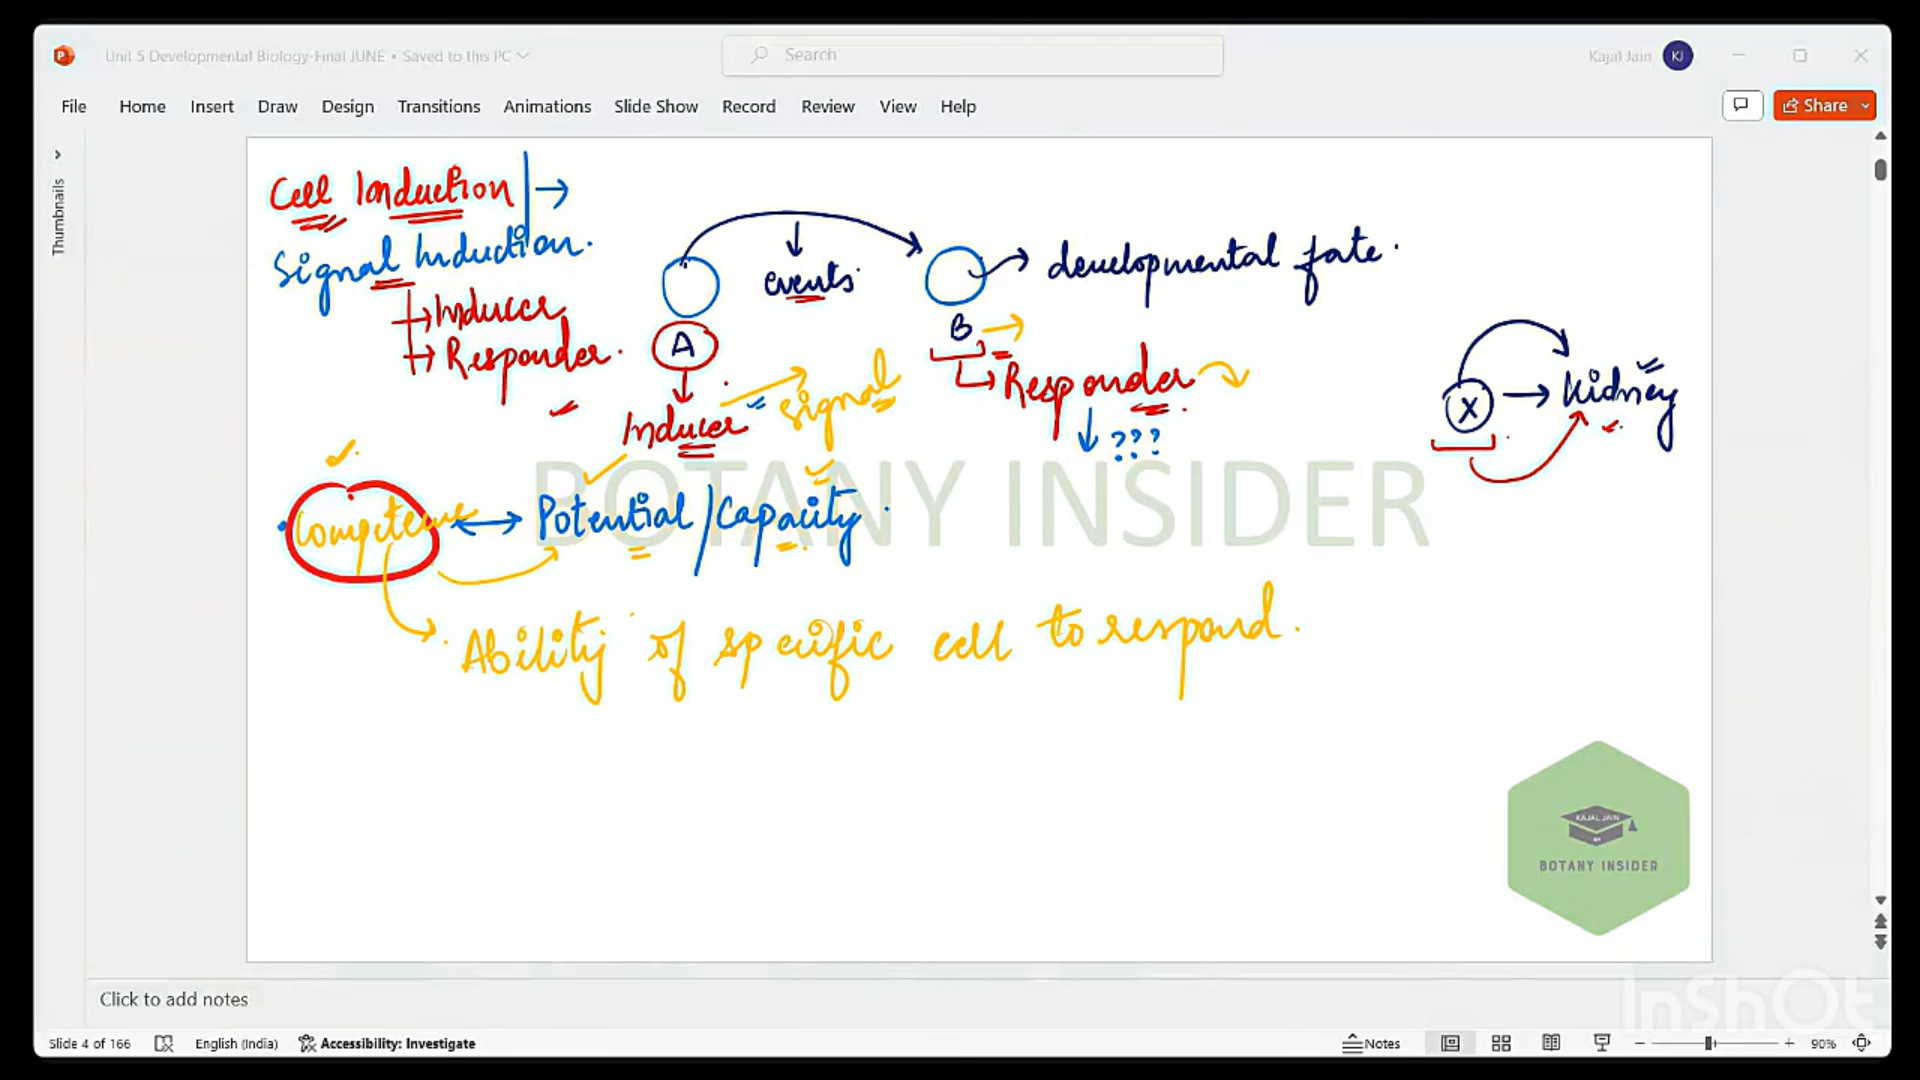 Unit 5 Developmental Biology-Final JUNE • Saved to this PC
Search
Kajal Jain KJ
File Home Insert Draw Design Transitions Animations Slide Show Record Review View Help
Share
Thumbnails
Cell Induction →
Signal Induction.
→ Inducer
→ Responder.
events
developmental fate.
A
B →
Inducer
signal
Responder
???
X → Kidney
BOTANY INSIDER
Competence ↔ Potential / Capacity.
Ability of specific cell to respond.
KAJAL JAIN
BOTANY INSIDER
Click to add notes
InShOt
Slide 4 of 166 English (India) Accessibility: Investigate Notes 90%